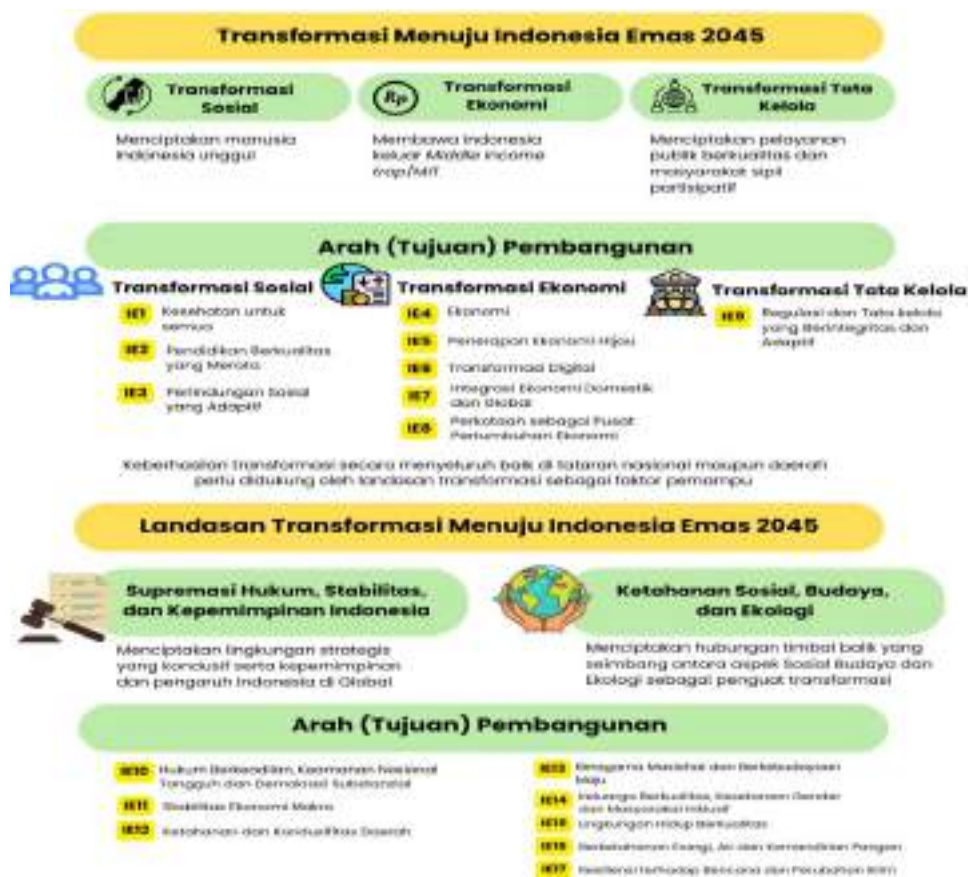 Transformasi Menuju Indonesia Emas 2045
Transformasi
Sosial
Transformasi
Ekonomi
Transformasi Tata
Kelola
Menciptakan manusia
Indonesia unggul
Membawa Indonesia
keluar Middle income
trap/MIT
Menciptakan pelayanan
publik berkualitas dan
masyarakat sipil
partisipatif
Arah (Tujuan) Pembangunan
Transformasi Sosial
IE1 Kesehatan untuk
semua
IE2 Pendidikan Berkualitas
yang Merata
IE3 Perlindungan Sosial
yang Adaptif
Transformasi Ekonomi
IE4 Ekonomi
IE5 Penerapan Ekonomi Hijau
IE6 Transformasi Digital
IE7 Integrasi Ekonomi Domestik
dan Global
IE8 Perkotaan sebagai Pusat
Pertumbuhan Ekonomi
Transformasi Tata Kelola
IE9 Regulasi dan Tata kelola
yang Berintegritas dan
Adaptif
Keberhasilan transformasi secara menyeluruh baik di tataran nasional maupun daerah
perlu didukung oleh landasan transformasi sebagai faktor pemampu
Landasan Transformasi Menuju Indonesia Emas 2045
Supremasi Hukum, Stabilitas,
dan Kepemimpinan Indonesia
Menciptakan lingkungan strategis
yang kondusif serta kepemimpinan
dan pengaruh Indonesia di Global
Ketahanan Sosial, Budaya,
dan Ekologi
Menciptakan hubungan timbal balik yang
seimbang antara aspek Sosial Budaya dan
Ekologi sebagai penguat transformasi
Arah (Tujuan) Pembangunan
IE10 Hukum Berkeadilan, Keamanan Nasional
Tangguh dan Demokrasi Substansial
IE11 Stabilitas Ekonomi Makro
IE12 Ketahanan dan Kondusifitas Daerah
IE13 Beragama Maslahat dan Berkebudayaan
Maju
IE14 Keluarga Berkualitas, Kesetaraan Gender
dan Masyarakat Inklusif
Lingkungan Hidup Berkualitas
Berketahanan Energi, Air dan Kemandirian Pangan
IE17 Resiliensi terhadap Bencana dan Perubahan Iklim